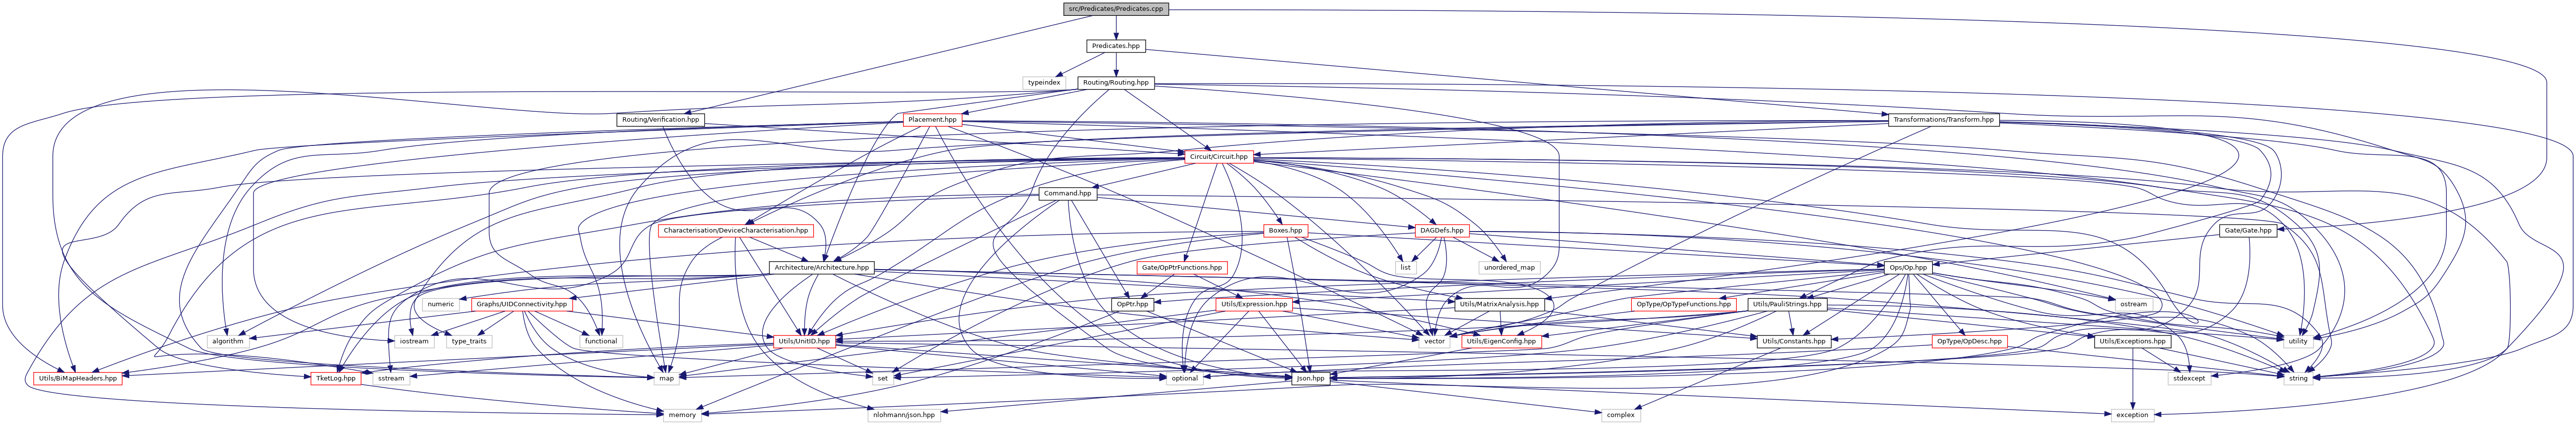 src/Predicates/Predicates.cpp
Predicates.hpp
typeindex
Routing/Routing.hpp
Routing/Verification.hpp
Placement.hpp
Transformations/Transform.hpp
Circuit/Circuit.hpp
Command.hpp
Characterisation/DeviceCharacterisation.hpp
Boxes.hpp
DAGDefs.hpp
Gate/Gate.hpp
Architecture/Architecture.hpp
Gate/OpPtrFunctions.hpp
list
unordered_map
Ops/Op.hpp
numeric
Graphs/UIDConnectivity.hpp
OpPtr.hpp
Utils/Expression.hpp
Utils/MatrixAnalysis.hpp
OpType/OpTypeFunctions.hpp
Utils/PauliStrings.hpp
ostream
algorithm
iostream
type_traits
functional
Utils/UnitID.hpp
vector
Utils/EigenConfig.hpp
Utils/Constants.hpp
OpType/OpDesc.hpp
Utils/Exceptions.hpp
utility
Utils/BiMapHeaders.hpp
TketLog.hpp
sstream
map
set
optional
Json.hpp
stdexcept
string
memory
nlohmann/json.hpp
complex
exception